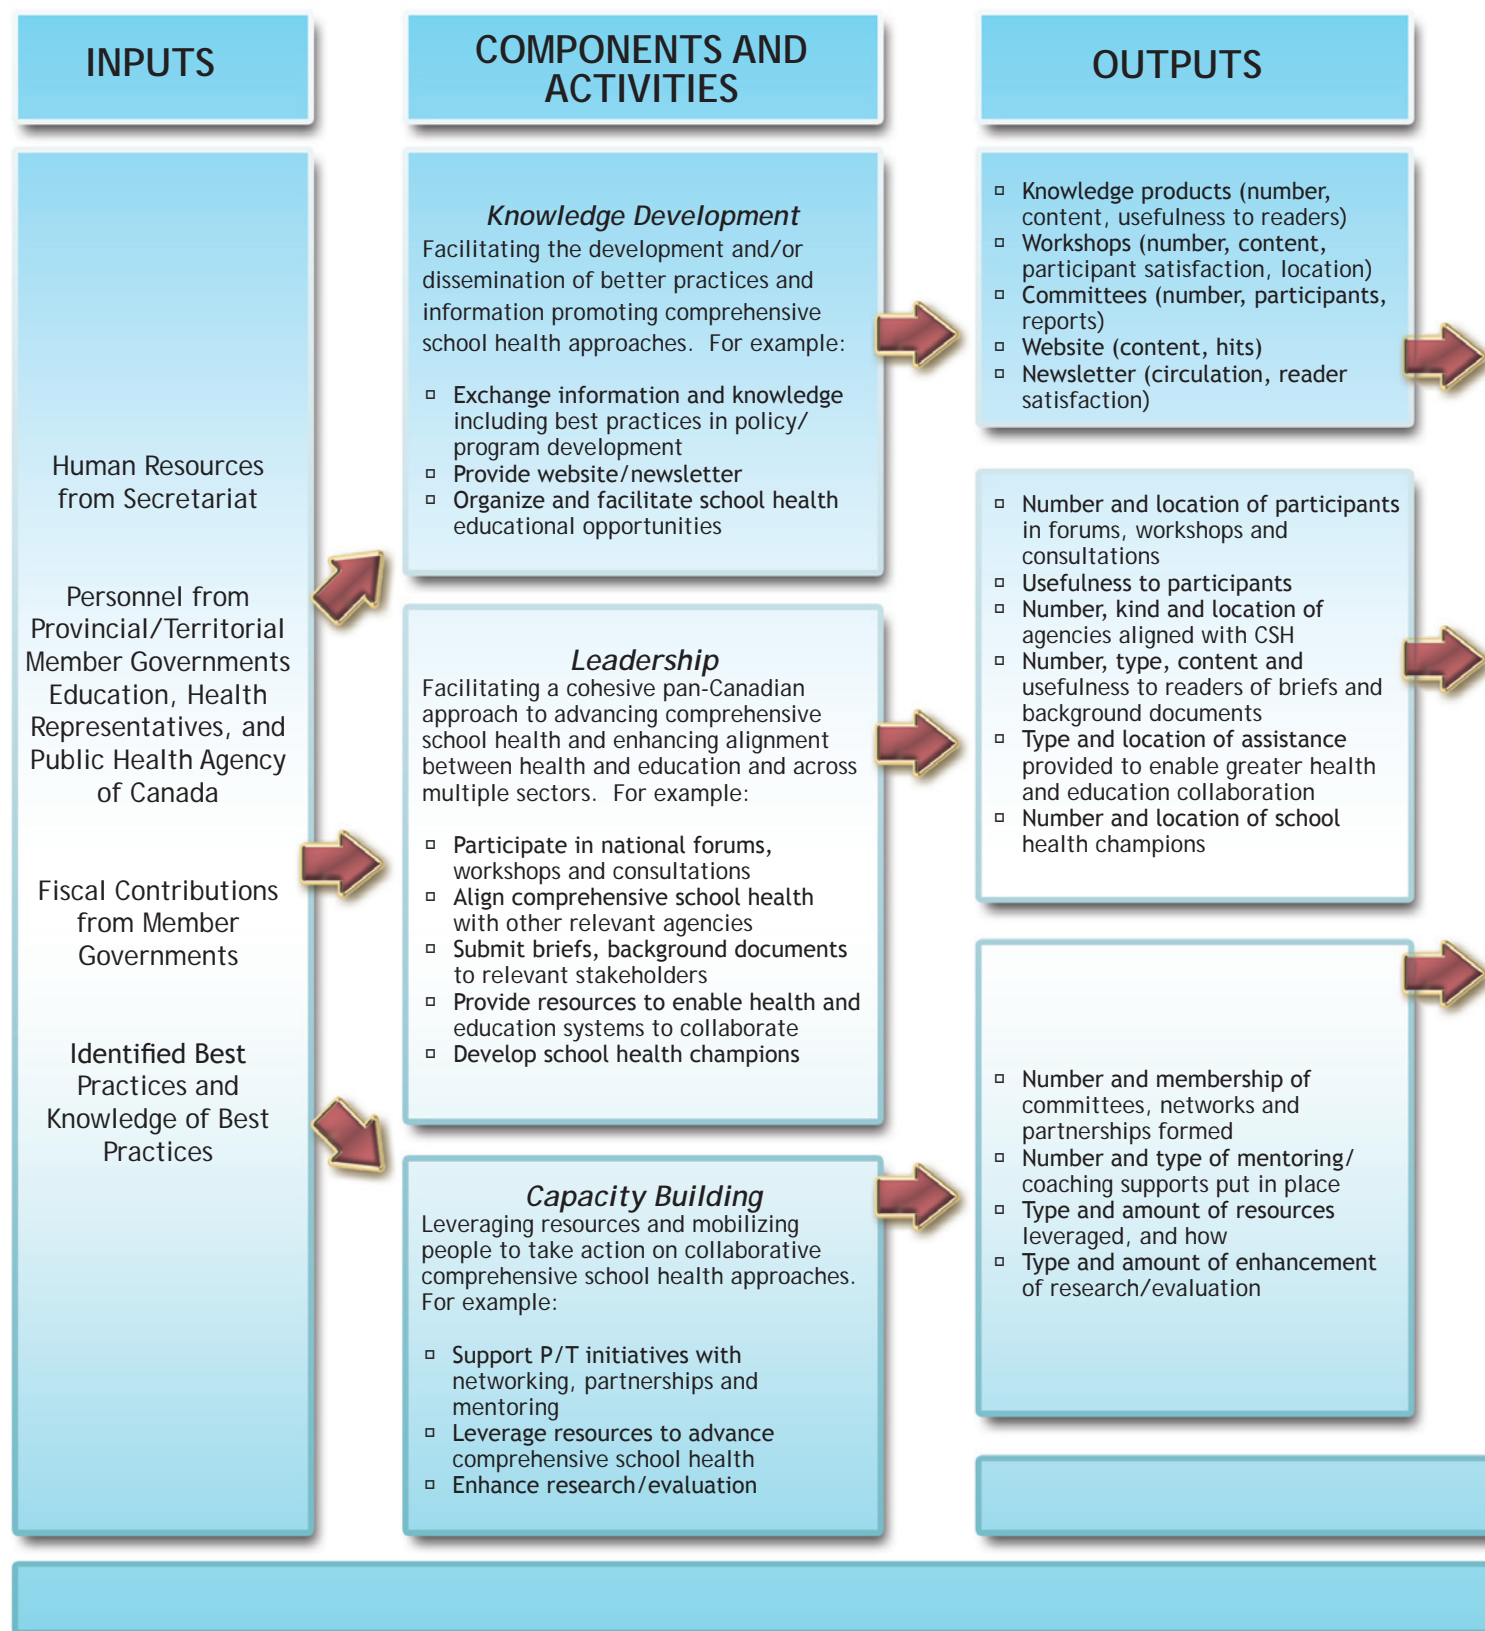 INPUTS
COMPONENTS AND
ACTIVITIES
OUTPUTS
Human Resources
from Secretariat
Personnel from
Provincial/Territorial
Member Governments
Education, Health
Representatives, and
Public Health Agency
of Canada
Fiscal Contributions
from Member
Governments
Identified Best
Practices and
Knowledge of Best
Practices
Knowledge Development
Facilitating the development and/or
dissemination of better practices and
information promoting comprehensive
school health approaches.  For example:
▫ Exchange information and knowledge
including best practices in policy/
program development
▫ Provide website/newsletter
▫ Organize and facilitate school health
educational opportunities
Leadership
Facilitating a cohesive pan-Canadian
approach to advancing comprehensive
school health and enhancing alignment
between health and education and across
multiple sectors.  For example:
▫ Participate in national forums,
workshops and consultations
▫ Align comprehensive school health
with other relevant agencies
▫ Submit briefs, background documents
to relevant stakeholders
▫ Provide resources to enable health and
education systems to collaborate
▫ Develop school health champions
Capacity Building
Leveraging resources and mobilizing
people to take action on collaborative
comprehensive school health approaches.
For example:
▫ Support P/T initiatives with
networking, partnerships and
mentoring
▫ Leverage resources to advance
comprehensive school health
▫ Enhance research/evaluation
▫ Knowledge products (number,
content, usefulness to readers)
▫ Workshops (number, content,
participant satisfaction, location)
▫ Committees (number, participants,
reports)
▫ Website (content, hits)
▫ Newsletter (circulation, reader
satisfaction)
▫ Number and location of participants
in forums, workshops and
consultations
▫ Usefulness to participants
▫ Number, kind and location of
agencies aligned with CSH
▫ Number, type, content and
usefulness to readers of briefs and
background documents
▫ Type and location of assistance
provided to enable greater health
and education collaboration
▫ Number and location of school
health champions
▫ Number and membership of
committees, networks and
partnerships formed
▫ Number and type of mentoring/
coaching supports put in place
▫ Type and amount of resources
leveraged, and how
▫ Type and amount of enhancement
of research/evaluation